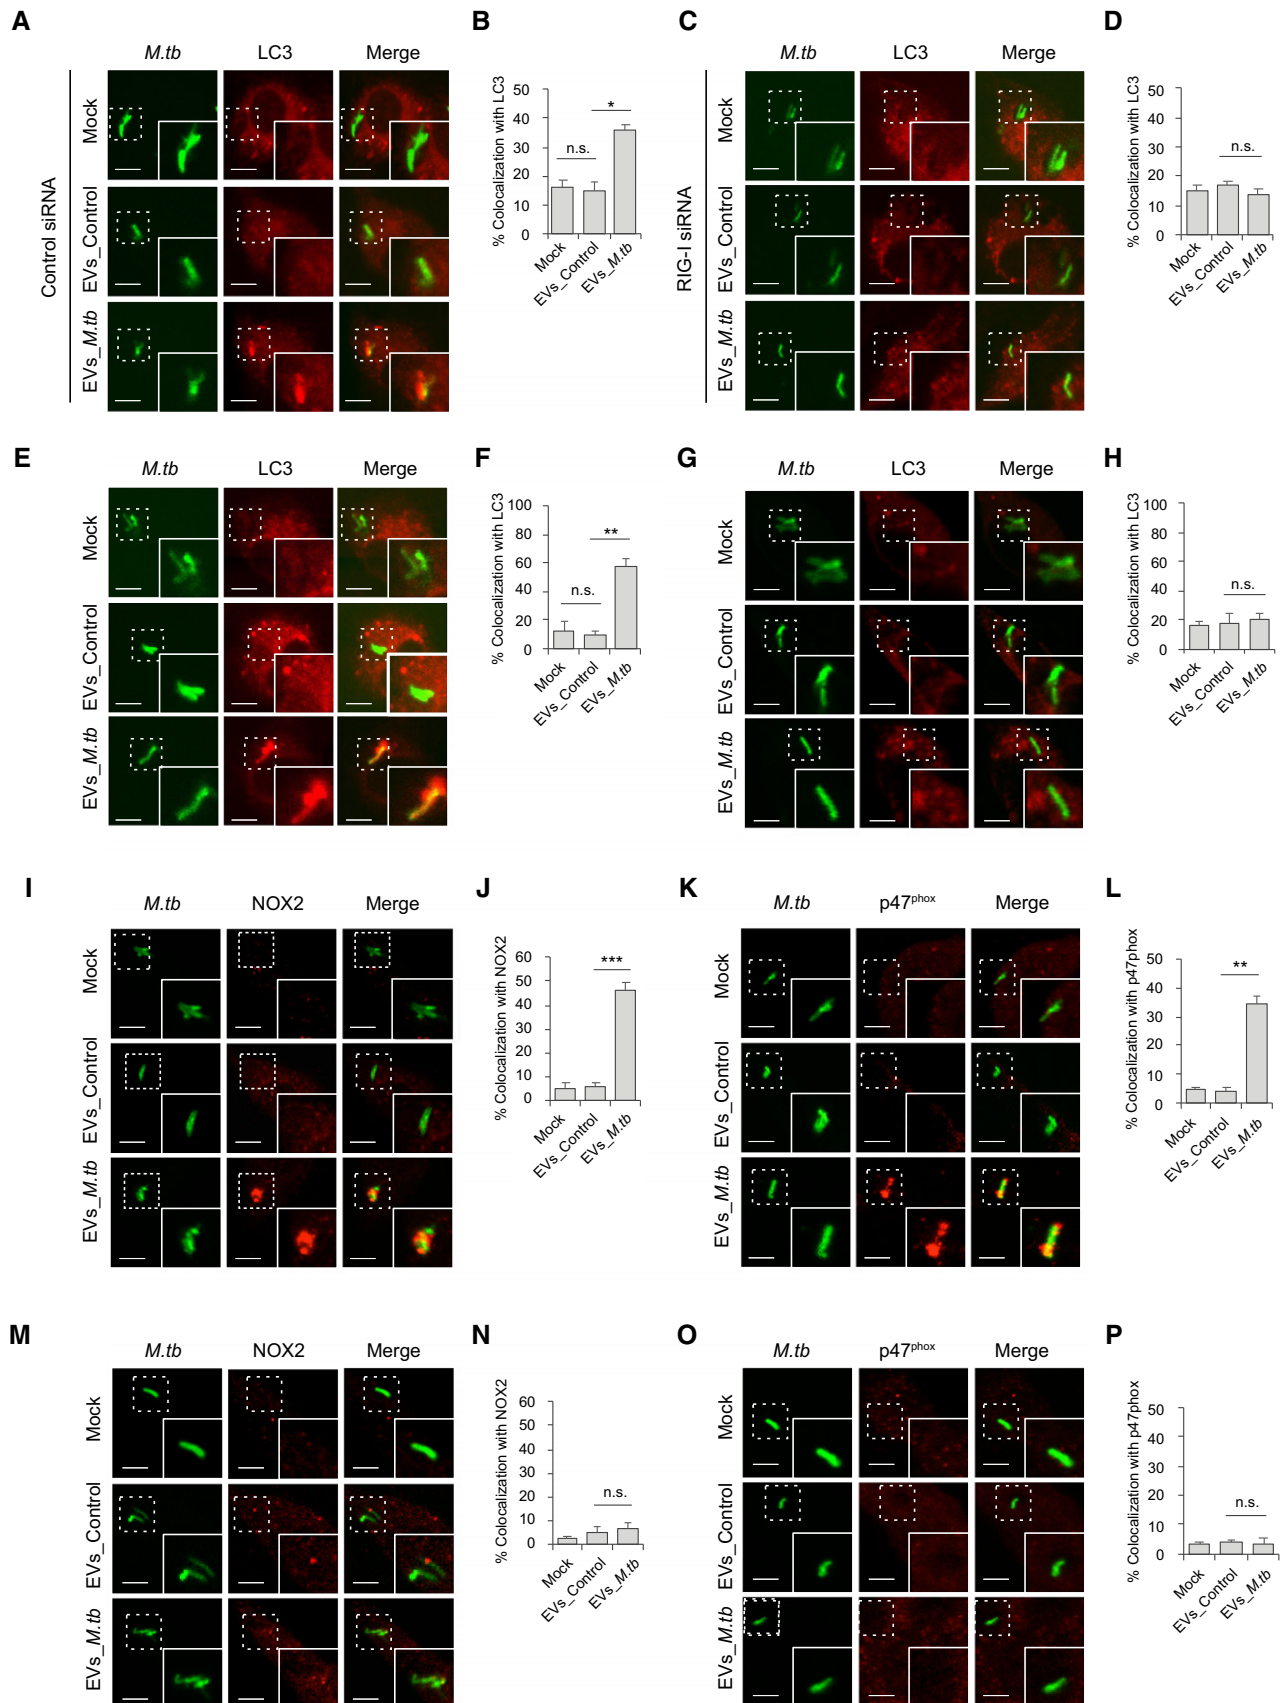 A
M.tb LC3 Merge
Control siRNA
Mock
EVs_Control
EVs_M.tb
B
% Colocalization with LC3
50
40
30
20
10
0
n.s.
*
Mock
EVs_Control
EVs_M.tb
C
M.tb LC3 Merge
RIG-I siRNA
Mock
EVs_Control
EVs_M.tb
D
% Colocalization with LC3
50
40
30
20
10
0
n.s.
Mock
EVs_Control
EVs_M.tb
E
M.tb LC3 Merge
Mock
EVs_Control
EVs_M.tb
F
% Colocalization with LC3
100
80
60
40
20
0
n.s.
**
Mock
EVs_Control
EVs_M.tb
G
M.tb LC3 Merge
Mock
EVs_Control
EVs_M.tb
H
% Colocalization with LC3
100
80
60
40
20
0
n.s.
Mock
EVs_Control
EVs_M.tb
I
M.tb NOX2 Merge
Mock
EVs_Control
EVs_M.tb
J
% Colocalization with NOX2
60
50
40
30
20
10
0
***
Mock
EVs_Control
EVs_M.tb
K
M.tb p47phox Merge
Mock
EVs_Control
EVs_M.tb
L
% Colocalization with p47phox
50
40
30
20
10
0
**
Mock
EVs_Control
EVs_M.tb
M
M.tb NOX2 Merge
Mock
EVs_Control
EVs_M.tb
N
% Colocalization with NOX2
60
50
40
30
20
10
0
n.s.
Mock
EVs_Control
EVs_M.tb
O
M.tb p47phox Merge
Mock
EVs_Control
EVs_M.tb
P
% Colocalization with p47phox
50
40
30
20
10
0
n.s.
Mock
EVs_Control
EVs_M.tb